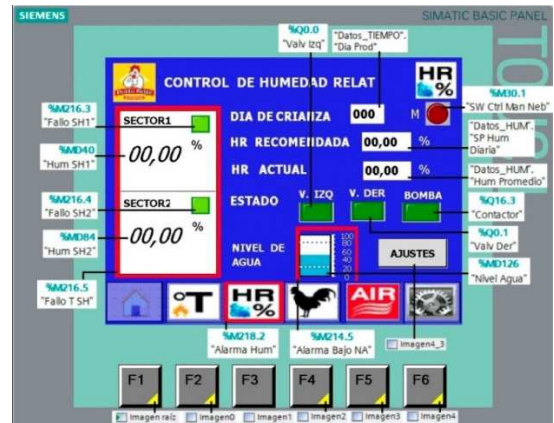 SIEMENS
SIMATIC BASIC PANEL
TOUCH
%Q0.0
"Valv Izq"
"Datos_TIEMPO".
"Dia Prod"
CONTROL DE HUMEDAD RELAT
HR
%
%M30.1
"SW Ctrl Man Neb"
%M216.3
"Fallo SH1"
SECTOR1
DIA DE CRIANZA
000
M
%MD40
"Hum SH1"
00,00
%
HR RECOMENDADA
00,00
%
"Datos_HUM".
"SP Hum
Diaria"
HR ACTUAL
00,00
%
"Datos_HUM".
"Hum Promedio"
%M216.4
"Fallo SH2"
SECTOR2
ESTADO
V. IZQ
V. DER
BOMBA
%Q16.3
"Contactor"
%MD84
"Hum SH2"
00,00
%
%Q0.1
"Valv Der"
NIVEL DE
AGUA
100
80
60
40
20
0
AJUSTES
%MD126
"Nivel Agua"
%M216.5
"Fallo T SH"
°T
HR
%
AIR
%M218.2
"Alarma Hum"
%M214.5
"Alarma Bajo NA"
Imagen4_3
F1
F2
F3
F4
F5
F6
Imagen raíz
Imagen0
Imagen1
Imagen2
Imagen3
Imagen4